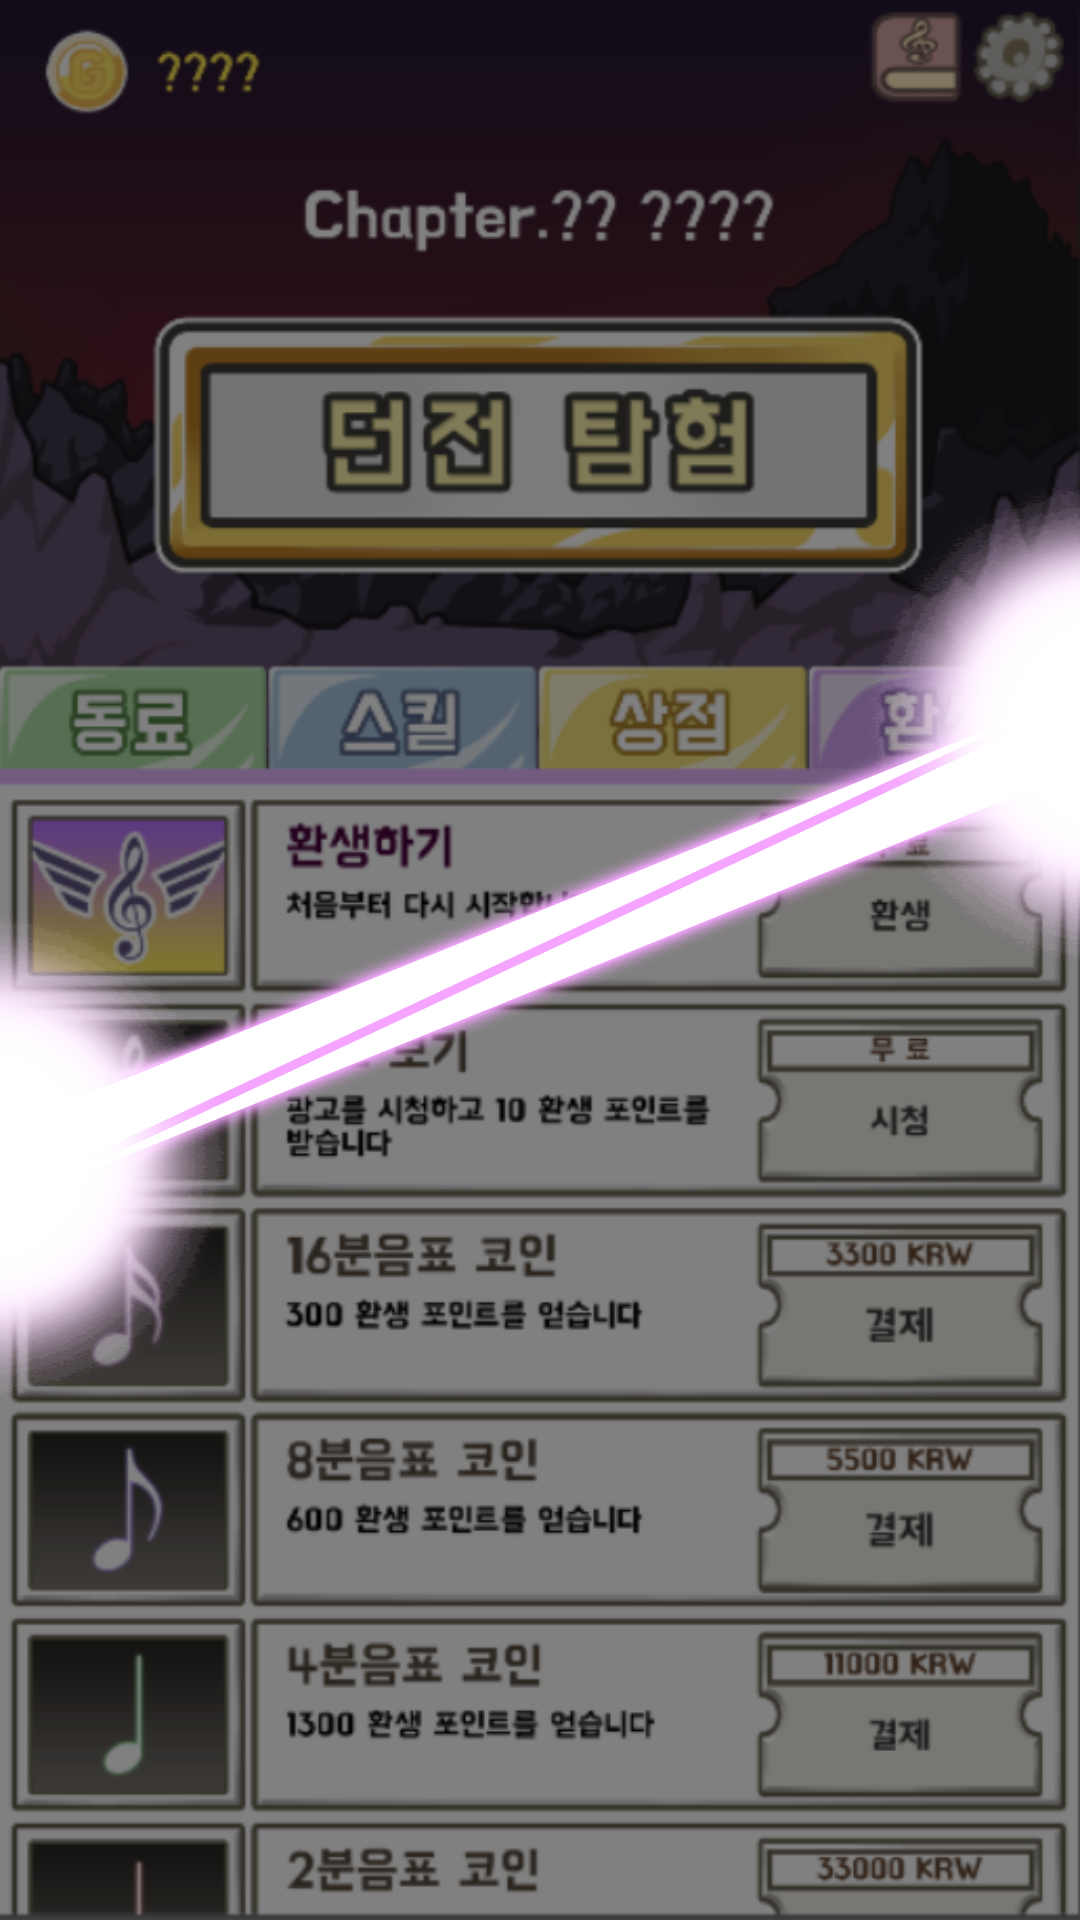 ????
Chapter.?? ????
던전 탐험
동료
스킬
상점
환생하기
처음부터 다시
환생
보기
광고를 시청하고 10 환생 포인트를
받습니다
무료
시청
16분음표 코인
300 환생 포인트를 얻습니다
3300 KRW
결제
8분음표 코인
600 환생 포인트를 얻습니다
5500 KRW
결제
4분음표 코인
1300 환생 포인트를 얻습니다
11000 KRW
결제
2분음표 코인
33000 KRW